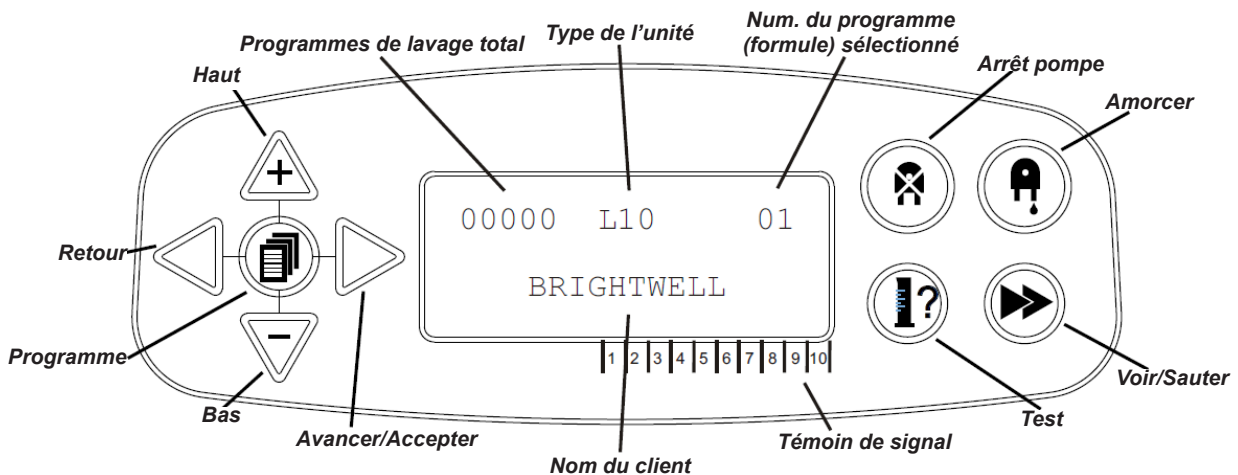 Programmes de lavage total
Type de l’unité
Num. du programme
(formule) sélectionné
Haut
Arrêt pompe
Amorcer
+
00000 L10 01
Retour
BRIGHTWELL
?
Programme
−
1 2 3 4 5 6 7 8 9 10
Voir/Sauter
Bas
Test
Avancer/Accepter
Témoin de signal
Nom du client